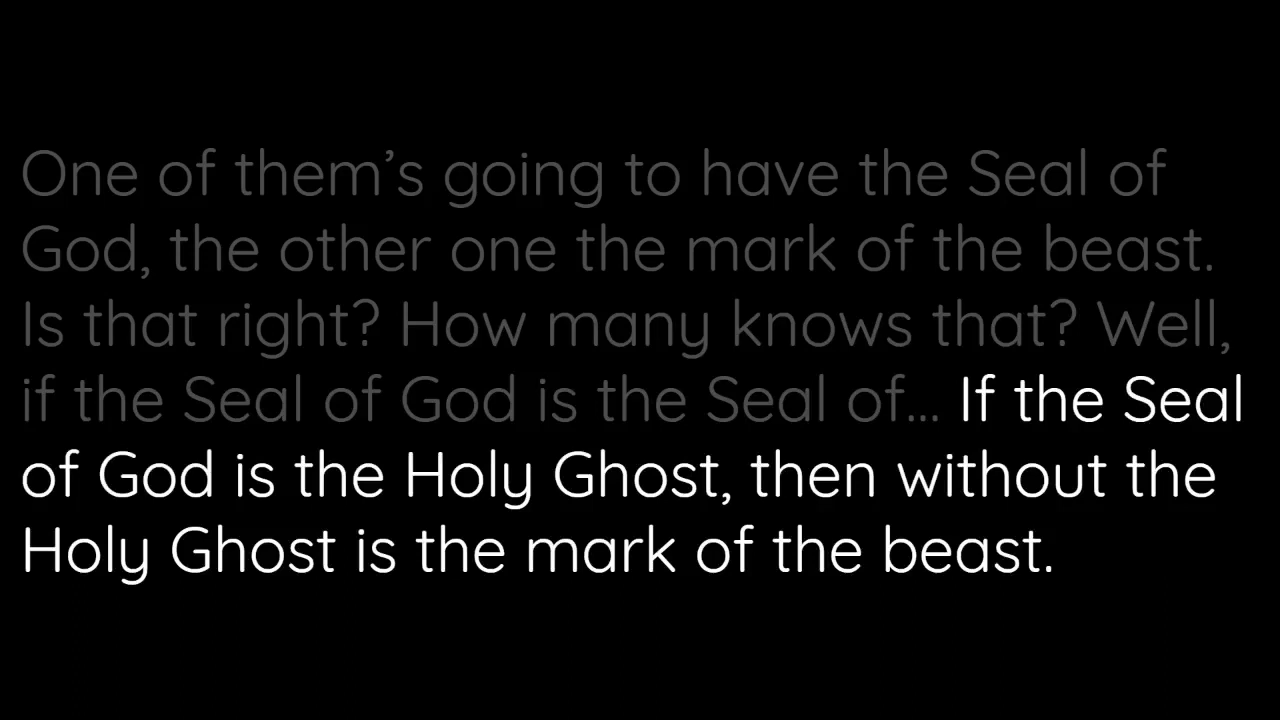 One of them’s going to have the Seal of
God, the other one the mark of the beast.
Is that right? How many knows that? Well,
if the Seal of God is the Seal of... If the Seal
of God is the Holy Ghost, then without the
Holy Ghost is the mark of the beast.